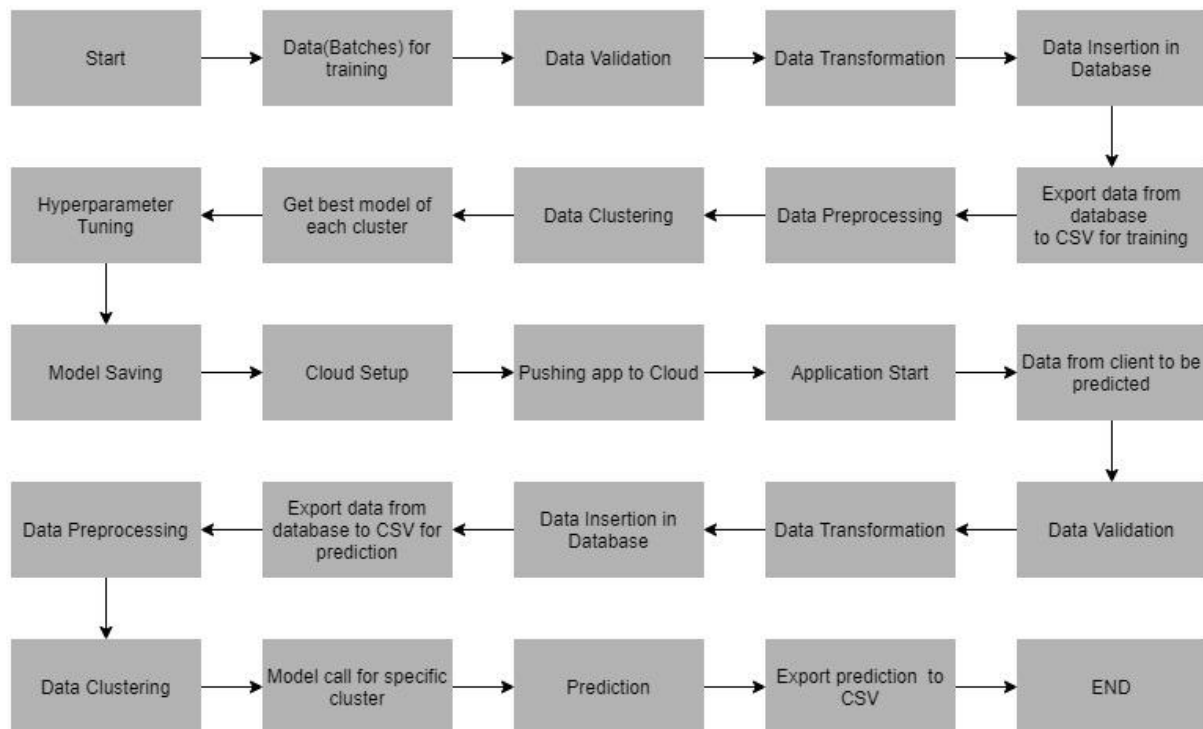 Start
Data(Batches) for
training
Data Validation
Data Transformation
Data Insertion in
Database
Export data from
database
to CSV for training
Data Preprocessing
Data Clustering
Get best model of
each cluster
Hyperparameter
Tuning
Model Saving
Cloud Setup
Pushing app to Cloud
Application Start
Data from client to be
predicted
Data Validation
Data Transformation
Data Insertion in
Database
Export data from
database to CSV for
prediction
Data Preprocessing
Data Clustering
Model call for specific
cluster
Prediction
Export prediction  to
CSV
END